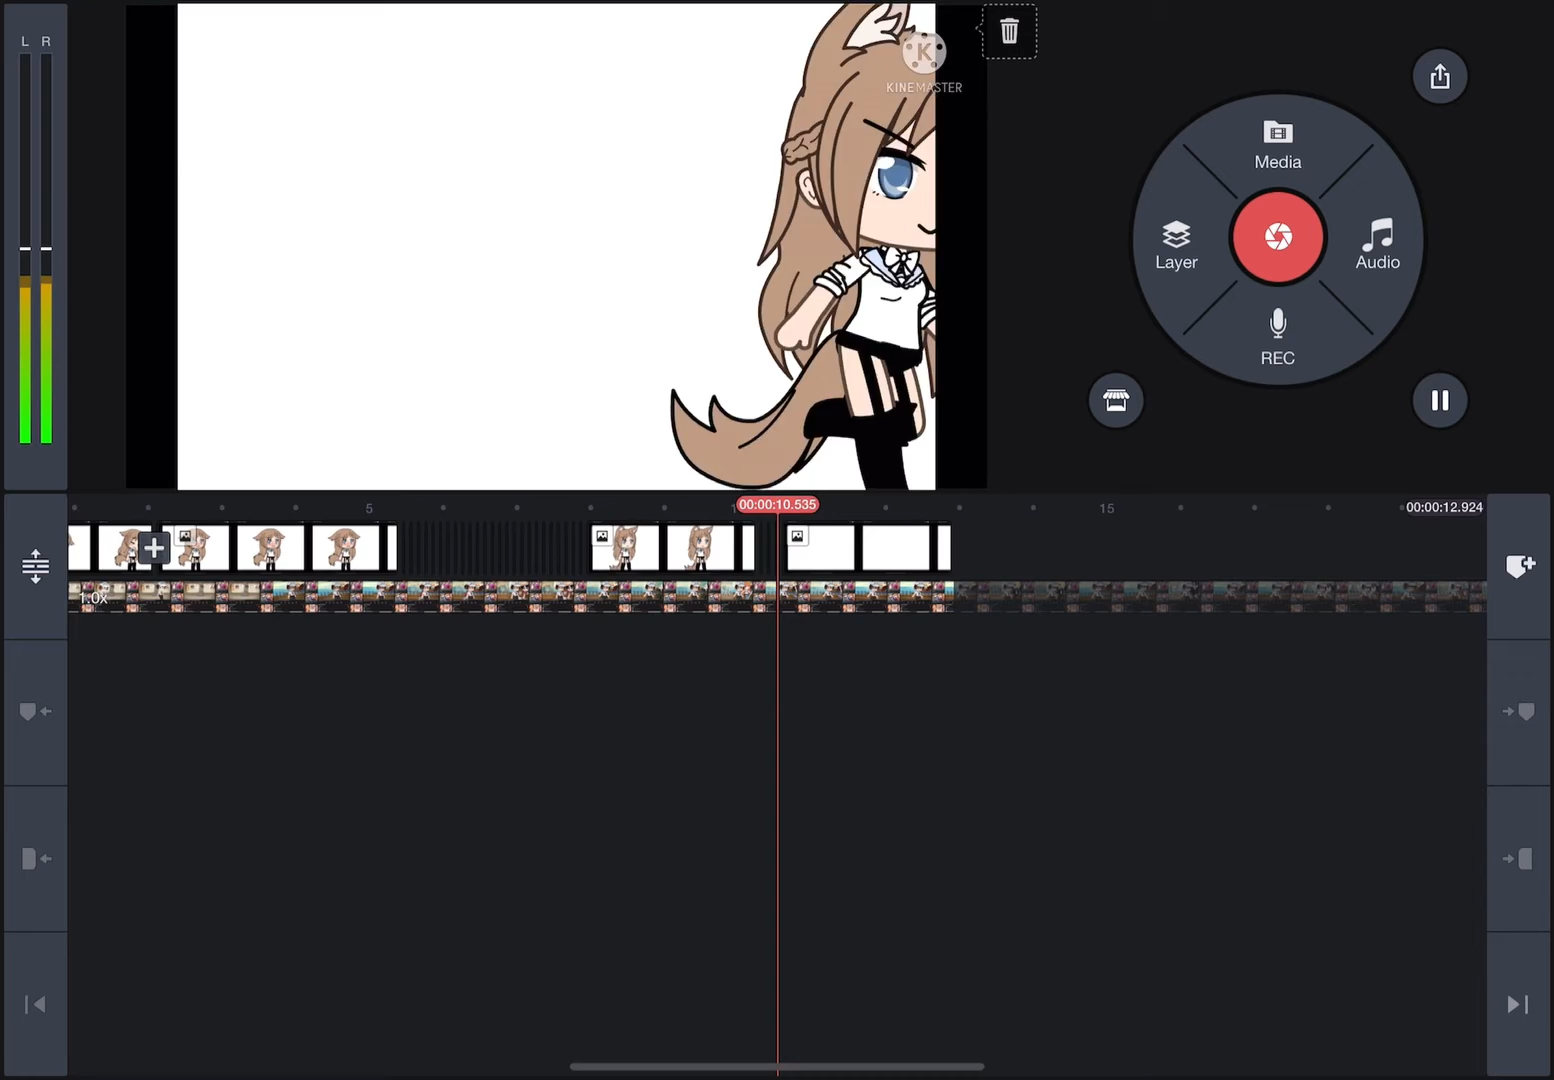 L R
K
KINEMASTER
Media
Layer
Audio
REC
5
00:00:10.535
15
00:00:12.924
1.0x